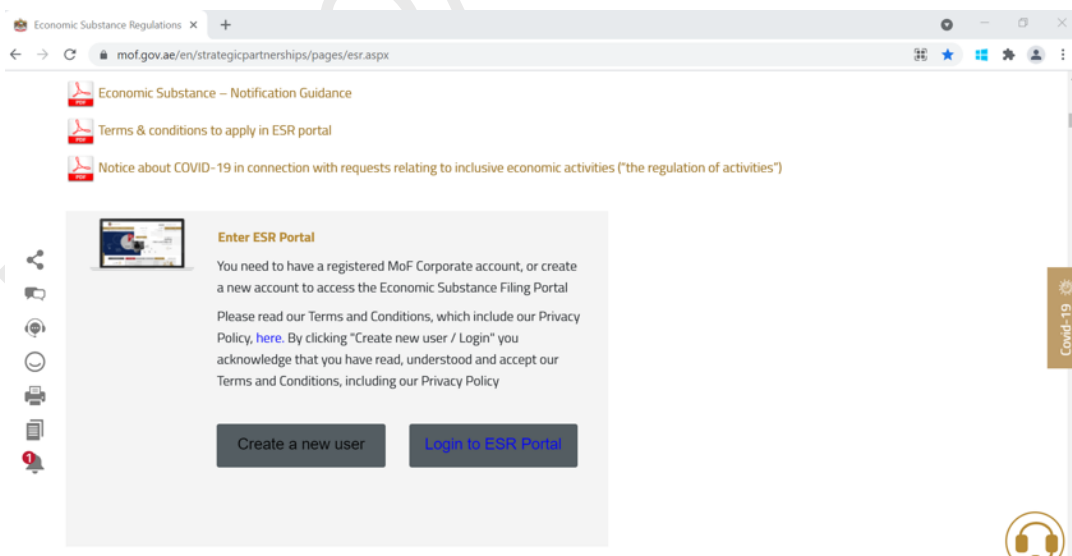 Economic Substance Regulations
mof.gov.ae/en/strategicpartnerships/pages/esr.aspx
PDF Economic Substance – Notification Guidance
PDF Terms & conditions to apply in ESR portal
PDF Notice about COVID-19 in connection with requests relating to inclusive economic activities (“the regulation of activities”)
Enter ESR Portal
You need to have a registered MoF Corporate account, or create
a new account to access the Economic Substance Filing Portal
Please read our Terms and Conditions, which include our Privacy
Policy, here. By clicking "Create new user / Login" you
acknowledge that you have read, understood and accept our
Terms and Conditions, including our Privacy Policy
Create a new user Login to ESR Portal
1
Covid-19